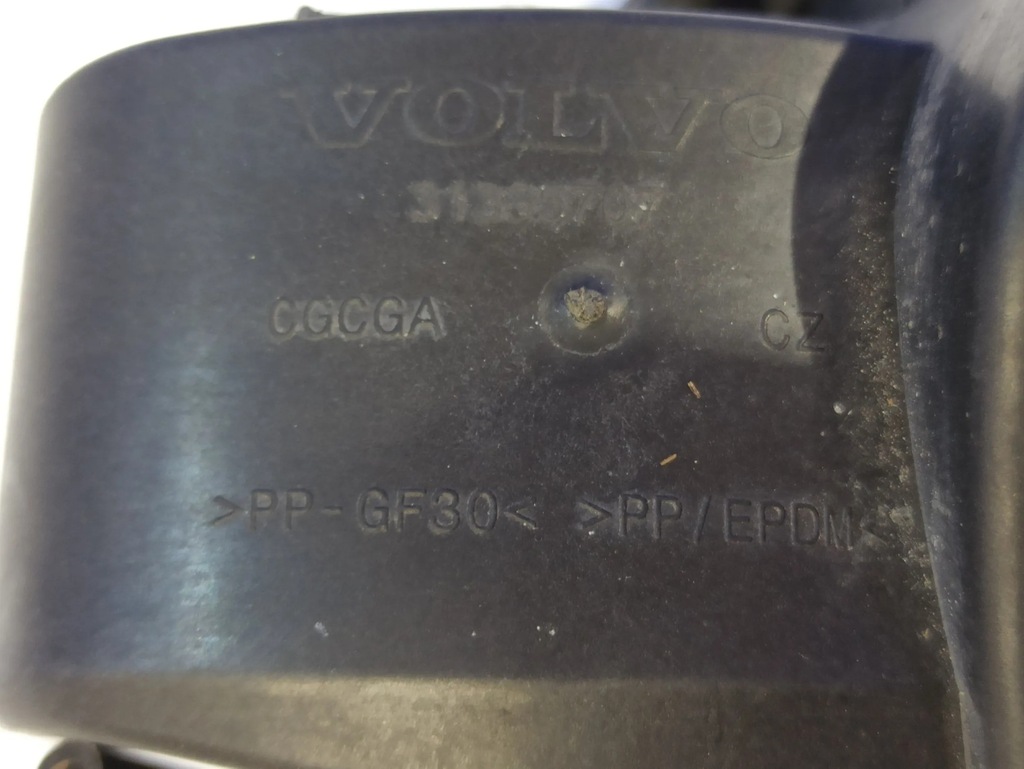 VOLVO
CGCGA CZ
>PP-GF30< >PP/EPDM<